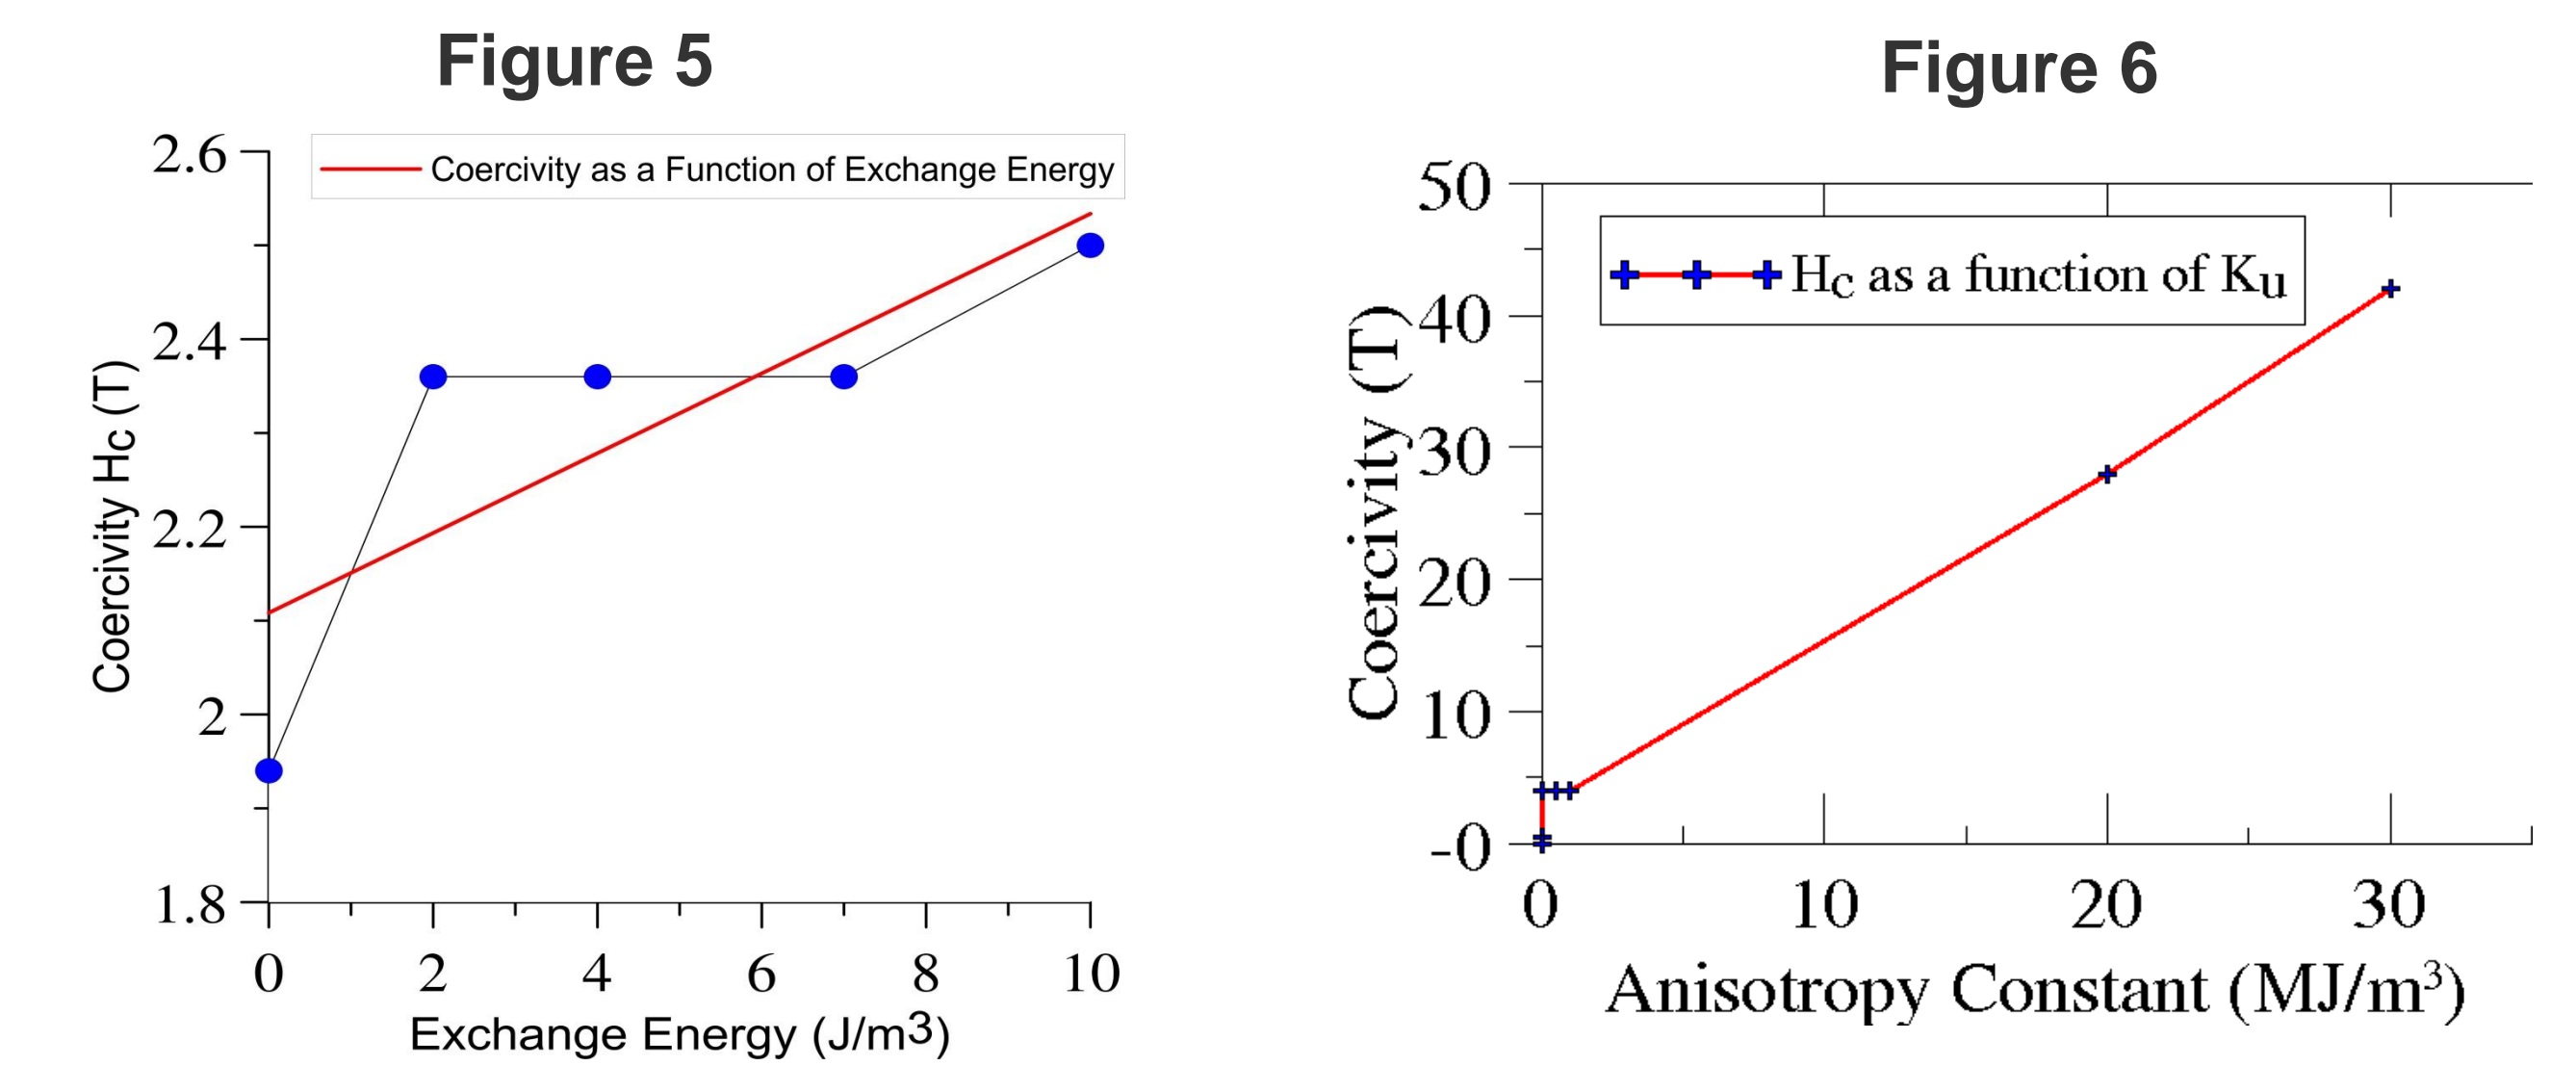 Figure 5
2.6
2.4
2.2
2
1.8
Coercivity Hc (T)
Coercivity as a Function of Exchange Energy
0 2 4 6 8 10
Exchange Energy (J/m3)
Figure 6
50
40
30
20
10
-0
Coercivity (T)
Hc as a function of Ku
0 10 20 30
Anisotropy Constant (MJ/m³)